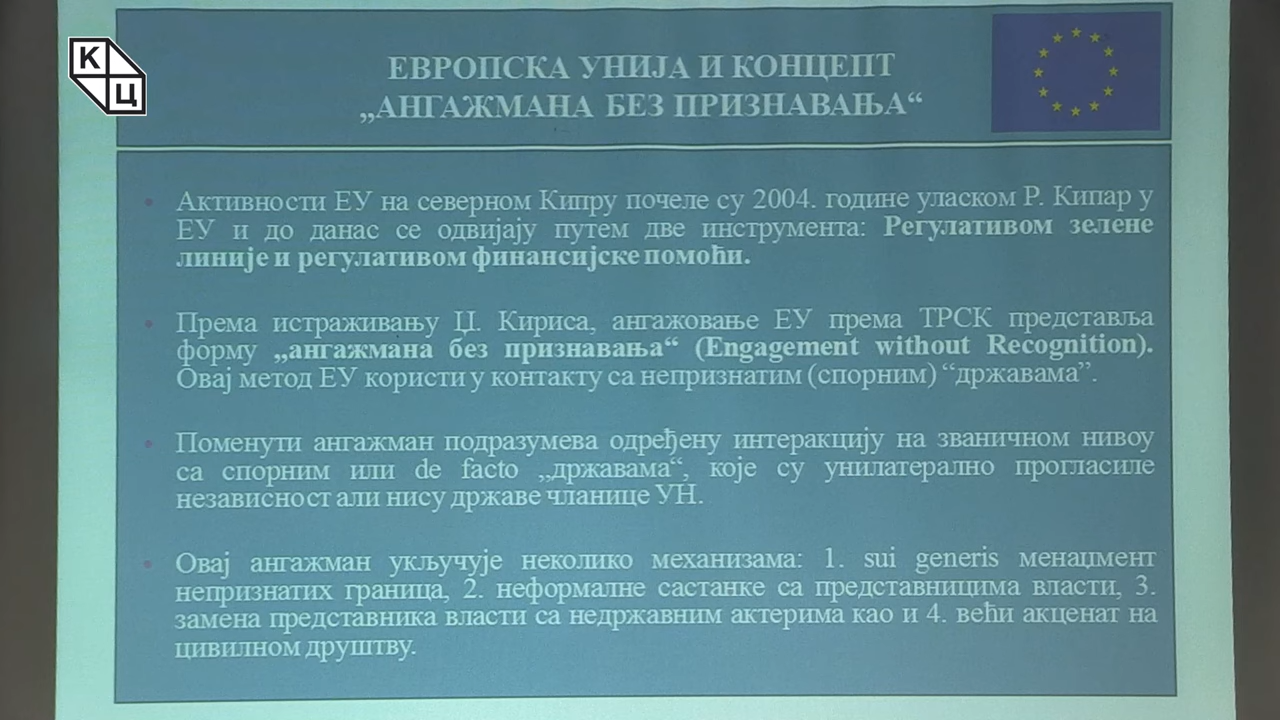 КЦ
ЕВРОПСКА УНИЈА И КОНЦЕПТ
„АНГАЖМАНА БЕЗ ПРИЗНАВАЊА“
• Активности ЕУ на северном Кипру почеле су 2004. године уласком Р. Кипар у
ЕУ и до данас се одвијају путем две инструмента: Регулативом зелене
линије и регулативом финансијске помоћи.
• Према истраживању Џ. Кириса, ангажовање ЕУ према ТРСК представља
форму „ангажмана без признавања“ (Engagement without Recognition).
Овај метод ЕУ користи у контакту са непризнатим (спорним) “државама”.
• Поменути ангажман подразумева одређену интеракцију на званичном нивоу
са спорним или de facto „државама“, које су унилатерално прогласиле
независност али нису државе чланице УН.
• Овај ангажман укључује неколико механизама: 1. sui generis менаџмент
непризнатих граница, 2. неформалне састанке са представницима власти, 3.
замена представника власти са недржавним актерима као и 4. већи акценат на
цивилном друштву.